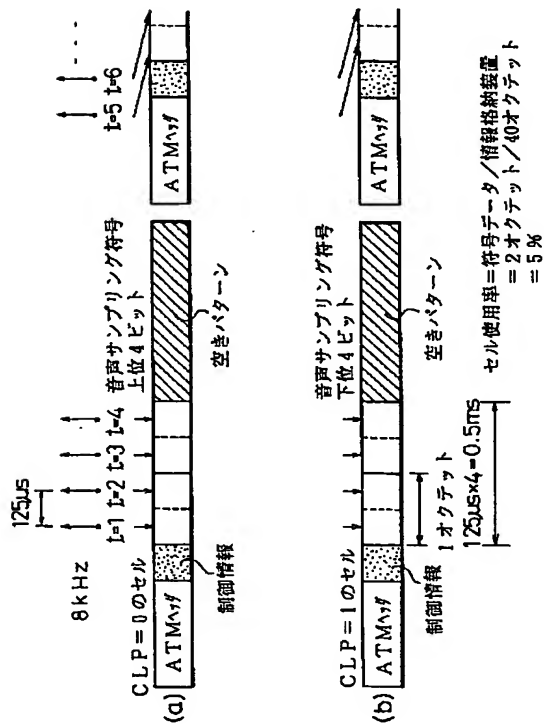 125μs
8kHz
t=1 t=2 t=3 t=4
t=5 t=6
CLP=0のセル
音声サンプリング符号
上位4ビット
(a)
ATMヘッダ
ATMヘッダ
制御情報
空きパターン
CLP=1のセル
音声サンプリング符号
下位4ビット
(b)
ATMヘッダ
ATMヘッダ
制御情報
1オクテット
125μs×4=0.5ms
空きパターン
セル使用率=符号データ/情報格納装置
=2オクテット/40オクテット
=5%